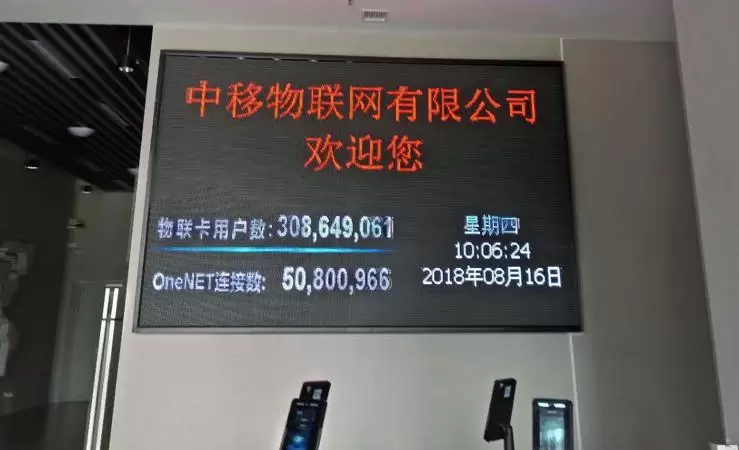 中移物联网有限公司
欢迎您
物联卡用户数: 308,649,061
OneNET连接数: 50,800,966
星期四
10:06:24
2018年08月16日